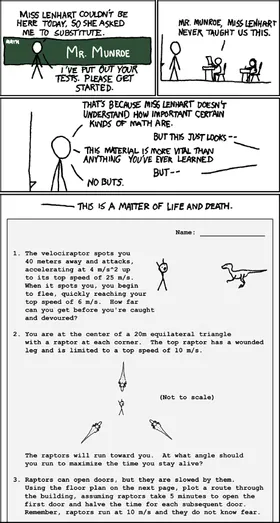 MISS LENHART COULDN'T BE
HERE TODAY, SO SHE ASKED
ME TO SUBSTITUTE.
MATH
MR. MUNROE
I'VE PUT OUT YOUR
TESTS. PLEASE GET
STARTED.
MR. MUNROE, MISS LENHART
NEVER TAUGHT US THIS.
THAT'S BECAUSE MISS LENHART DOESN'T
UNDERSTAND HOW IMPORTANT CERTAIN
KINDS OF MATH ARE.
BUT THIS JUST LOOKS--
THIS MATERIAL IS MORE VITAL THAN
ANYTHING YOU'VE EVER LEARNED
BUT--
NO BUTS.
THIS IS A MATTER OF LIFE AND DEATH.
Name:
1. The velociraptor spots you
40 meters away and attacks,
accelerating at 4 m/s^2 up
to its top speed of 25 m/s.
When it spots you, you begin
to flee, quickly reaching your
top speed of 6 m/s. How far
can you get before you're caught
and devoured?
2. You are at the center of a 20m equilateral triangle
with a raptor at each corner. The top raptor has a wounded
leg and is limited to a top speed of 10 m/s.
(Not to scale)
The raptors will run toward you. At what angle should
you run to maximize the time you stay alive?
3. Raptors can open doors, but they are slowed by them.
Using the floor plan on the next page, plot a route through
the building, assuming raptors take 5 minutes to open the
first door and halve the time for each subsequent door.
Remember, raptors run at 10 m/s and they do not know fear.